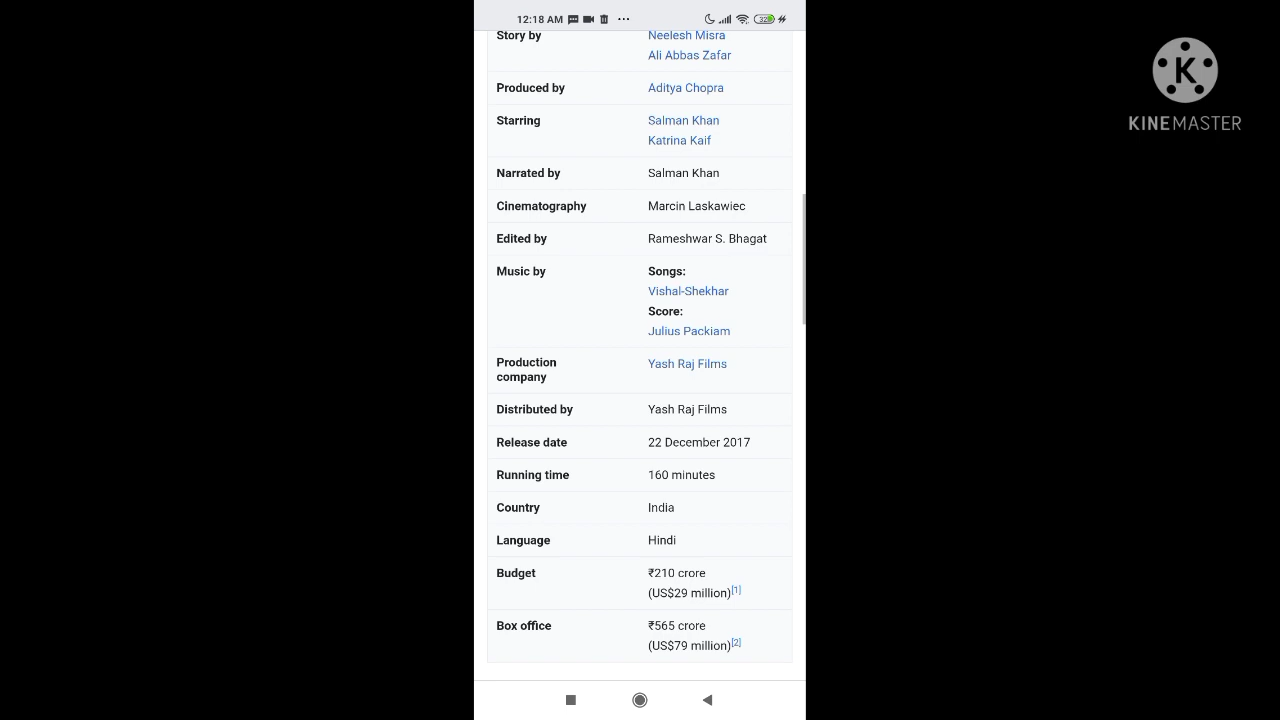 12:18 AM
32
Story by Neelesh Misra
Ali Abbas Zafar
Produced by Aditya Chopra
Starring Salman Khan
Katrina Kaif
Narrated by Salman Khan
Cinematography Marcin Laskawiec
Edited by Rameshwar S. Bhagat
Music by Songs:
Vishal-Shekhar
Score:
Julius Packiam
Production
company Yash Raj Films
Distributed by Yash Raj Films
Release date 22 December 2017
Running time 160 minutes
Country India
Language Hindi
Budget ₹210 crore
(US$29 million)[1]
Box office ₹565 crore
(US$79 million)[2]
K
KINEMASTER